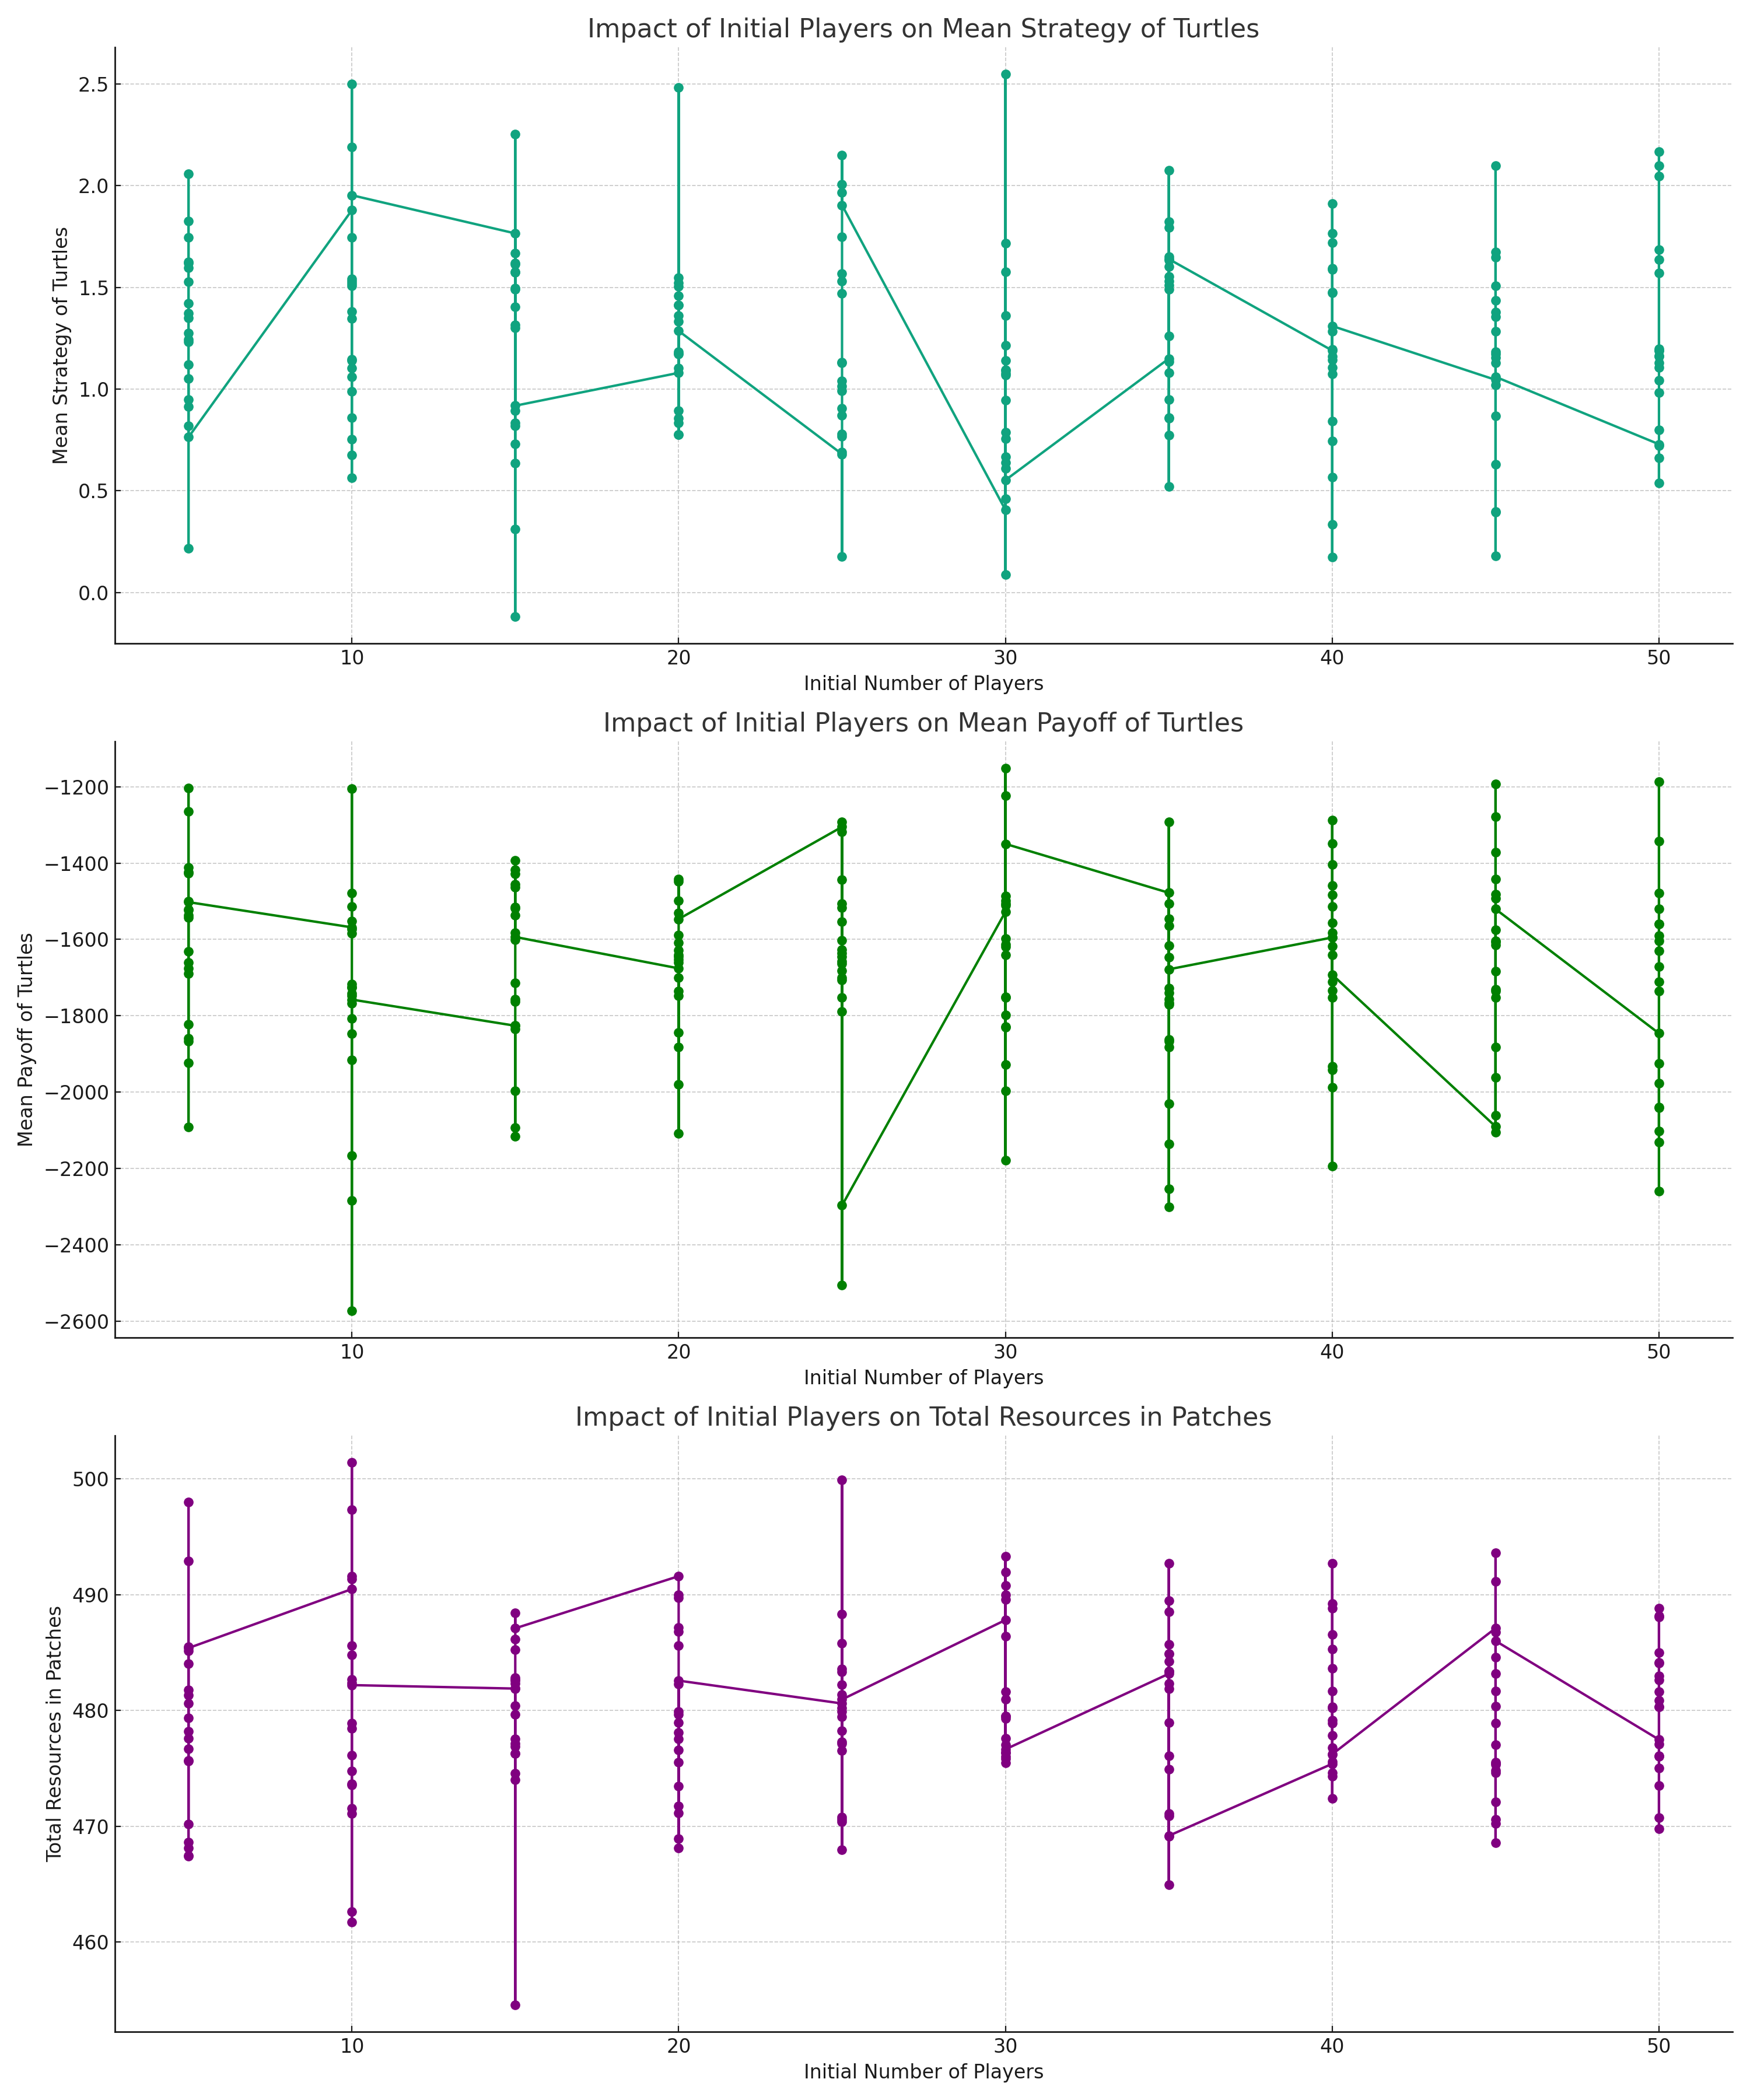 Impact of Initial Players on Mean Strategy of Turtles
2.5
2.0
1.5
1.0
0.5
0.0
Mean Strategy of Turtles
10 20 30 40 50
Initial Number of Players
Impact of Initial Players on Mean Payoff of Turtles
−1200
−1400
−1600
−1800
−2000
−2200
−2400
−2600
Mean Payoff of Turtles
10 20 30 40 50
Initial Number of Players
Impact of Initial Players on Total Resources in Patches
500
490
480
470
460
Total Resources in Patches
10 20 30 40 50
Initial Number of Players